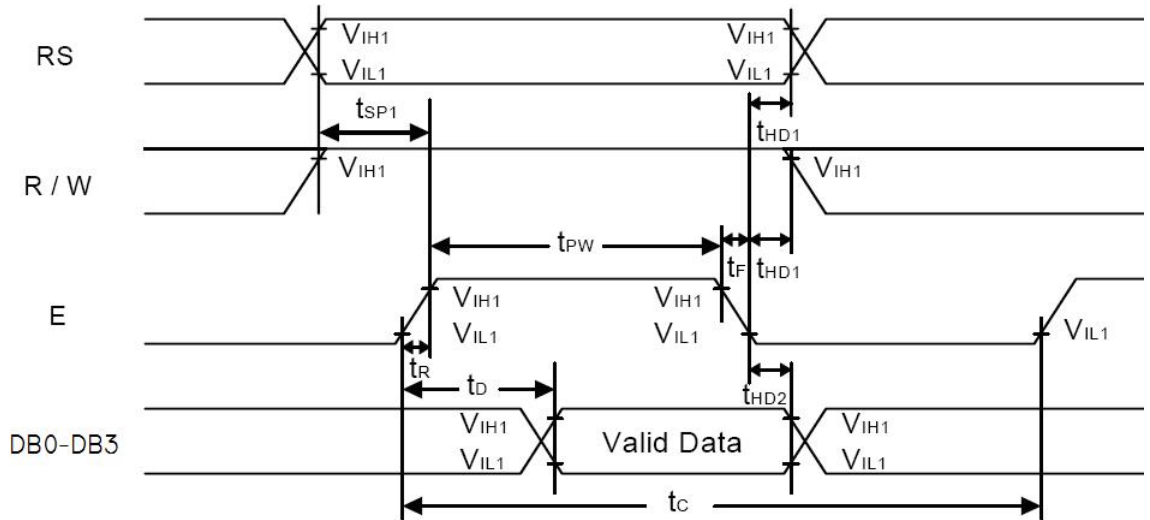 RS
VIH1
VIH1
VIL1
VIL1
tSP1
tHD1
R / W
VIH1
VIH1
tPW
tF
tHD1
E
VIH1
VIH1
VIL1
VIL1
VIL1
tR
tD
tHD2
DB0-DB3
VIH1
Valid Data
VIH1
VIL1
VIL1
tC